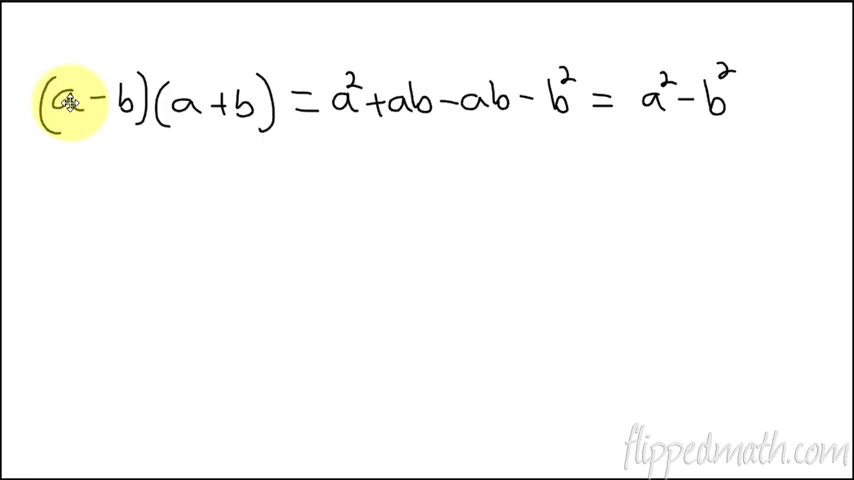 (a - b)(a + b) = a² + ab - ab - b² = a² - b²
flippedmath.com